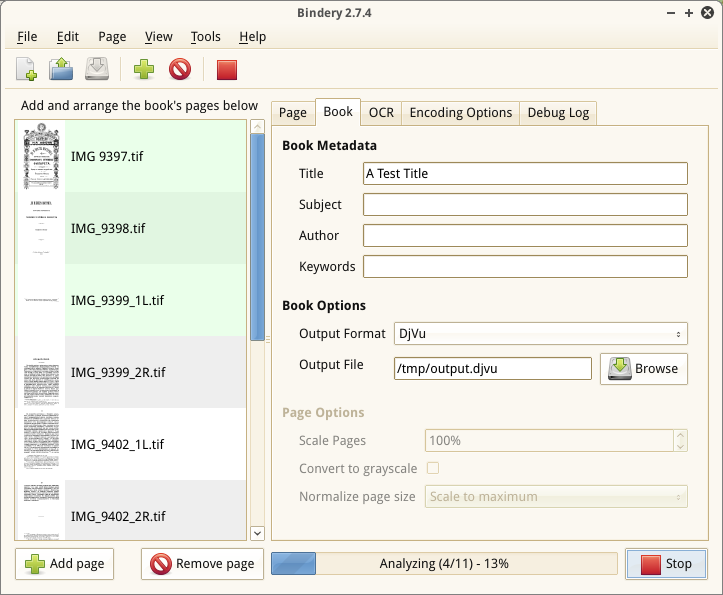 Bindery 2.7.4
File Edit Page View Tools Help
Add and arrange the book's pages below
IMG 9397.tif
IMG_9398.tif
IMG_9399_1L.tif
IMG_9399_2R.tif
IMG_9402_1L.tif
IMG_9402_2R.tif
Add page
Remove page
Page Book OCR Encoding Options Debug Log
Book Metadata
Title A Test Title
Subject
Author
Keywords
Book Options
Output Format DjVu
Output File /tmp/output.djvu Browse
Page Options
Scale Pages 100%
Convert to grayscale
Normalize page size Scale to maximum
Analyzing (4/11) - 13%
Stop